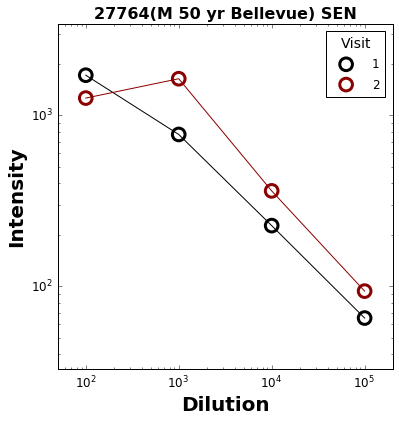 27764(M 50 yr Bellevue) SEN
Visit
1
2
10³
10²
Intensity
10² 10³ 10⁴ 10⁵
Dilution